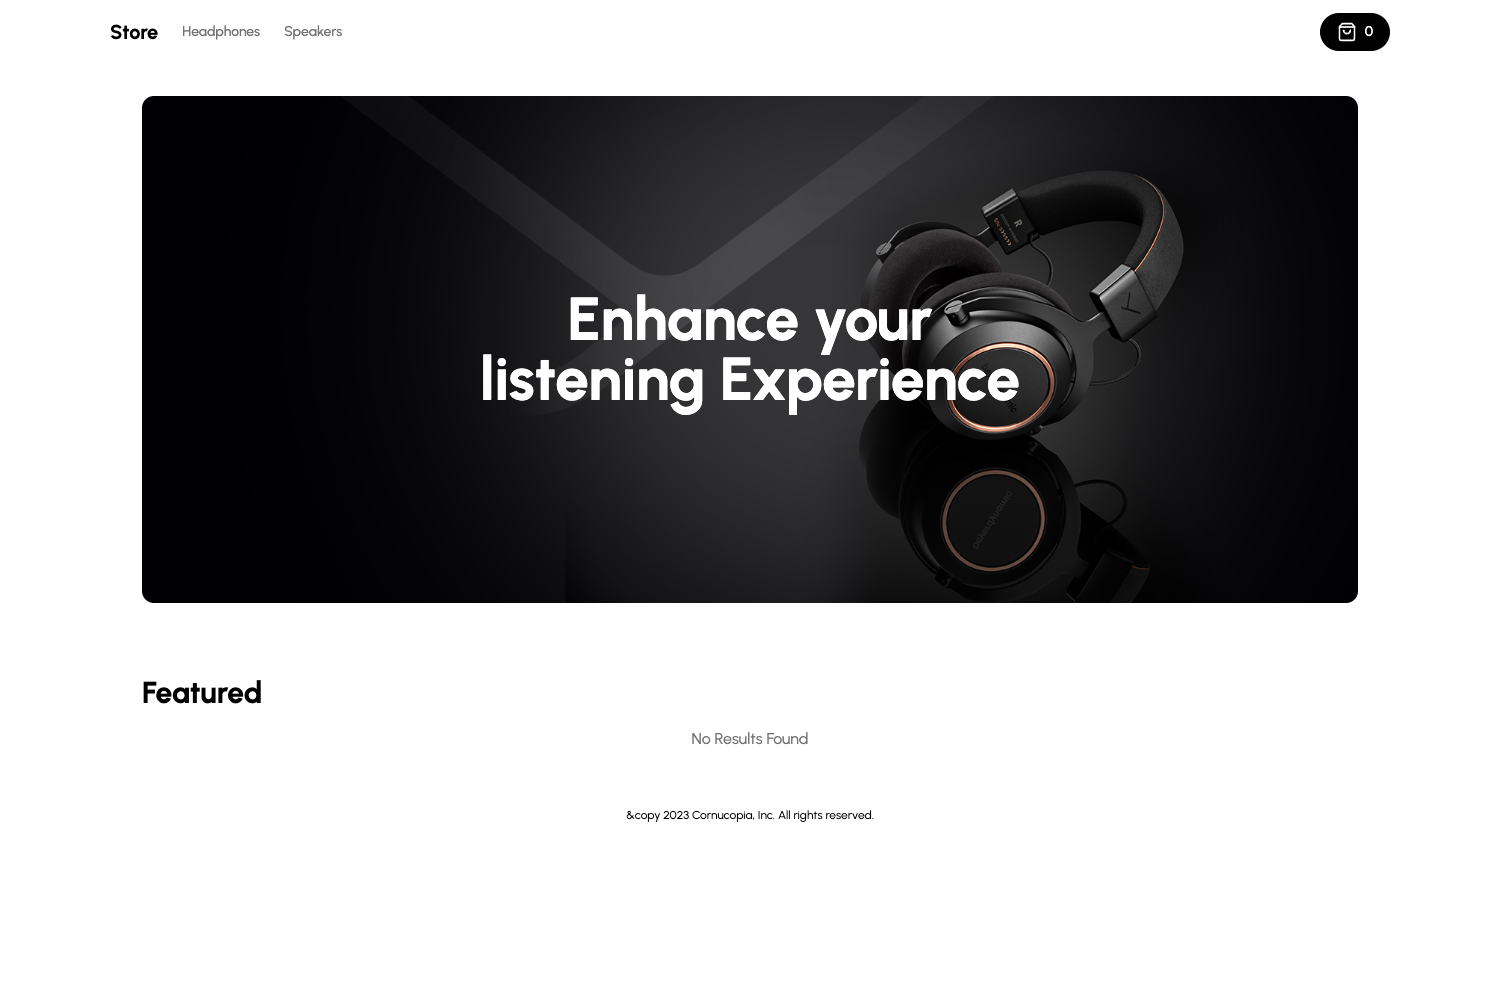 Store
Headphones
Speakers
0
R
Enhance your
listening Experience
Featured
No Results Found
&copy 2023 Cornucopia, Inc. All rights reserved.